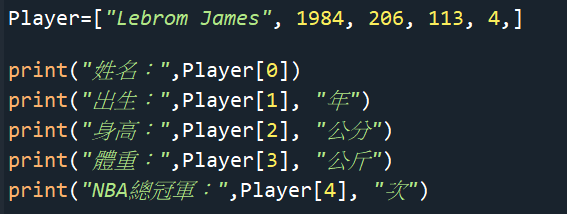 Player=["Lebrom James", 1984, 206, 113, 4,]
print("姓名：",Player[0])
print("出生：",Player[1], "年")
print("身高：",Player[2], "公分")
print("體重：",Player[3], "公斤")
print("NBA總冠軍：",Player[4], "次")